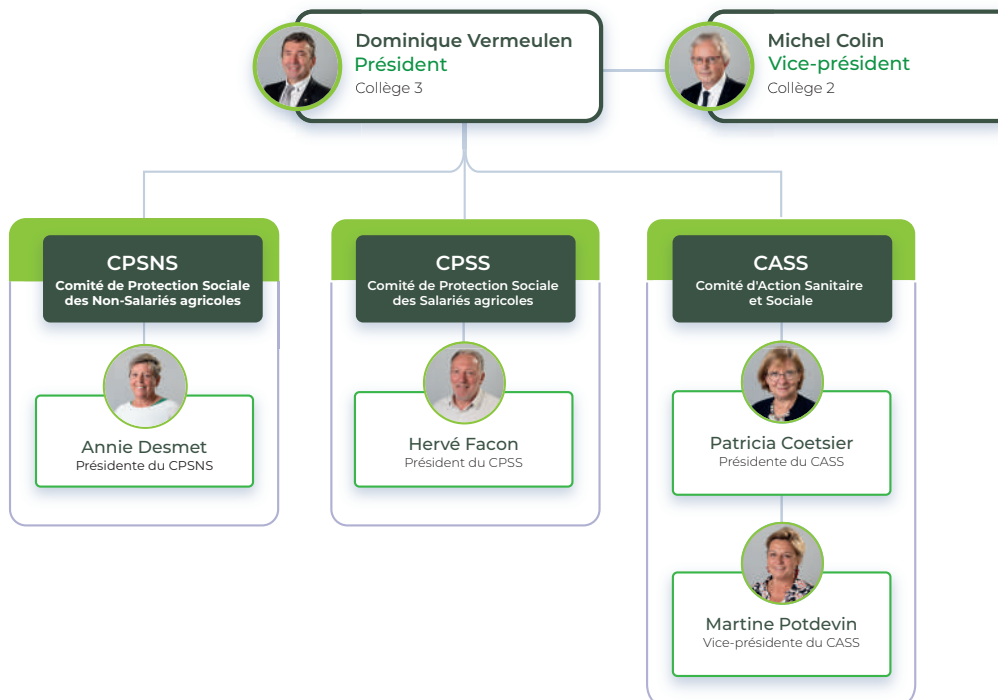 Dominique Vermeulen
Président
Collège 3
Michel Colin
Vice-président
Collège 2
CPSNS
Comité de Protection Sociale
des Non-Salariés agricoles
Annie Desmet
Présidente du CPSNS
CPSS
Comité de Protection Sociale
des Salariés agricoles
Hervé Facon
Président du CPSS
CASS
Comité d'Action Sanitaire
et Sociale
Patricia Coetsier
Présidente du CASS
Martine Potdevin
Vice-présidente du CASS